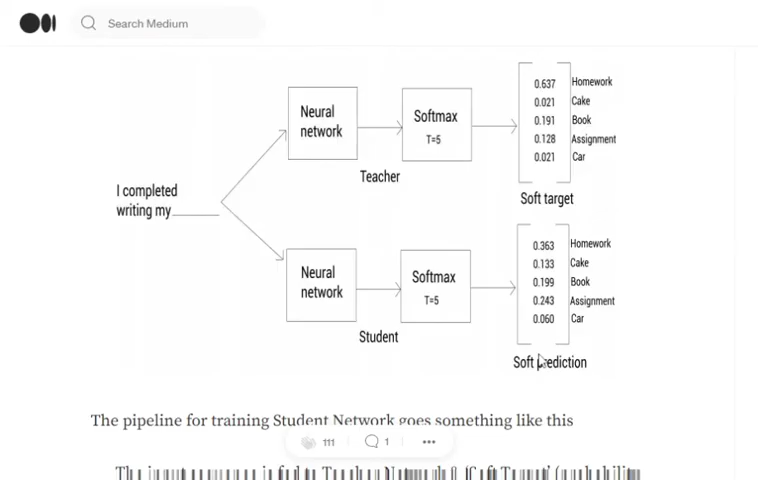 Search Medium
0.637 Homework
0.021 Cake
0.191 Book
0.128 Assignment
0.021 Car
Neural
network
Softmax
T=5
Teacher
Soft target
I completed
writing my______
Neural
network
Softmax
T=5
Student
0.363 Homework
0.133 Cake
0.199 Book
0.243 Assignment
0.060 Car
Soft prediction
The pipeline for training Student Network goes something like this
111
1